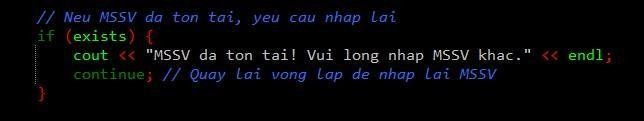 // Neu MSSV da ton tai, yeu cau nhap lai
if (exists) {
cout << "MSSV da ton tai! Vui long nhap MSSV khac." << endl;
continue; // Quay lai vong lap de nhap lai MSSV
}